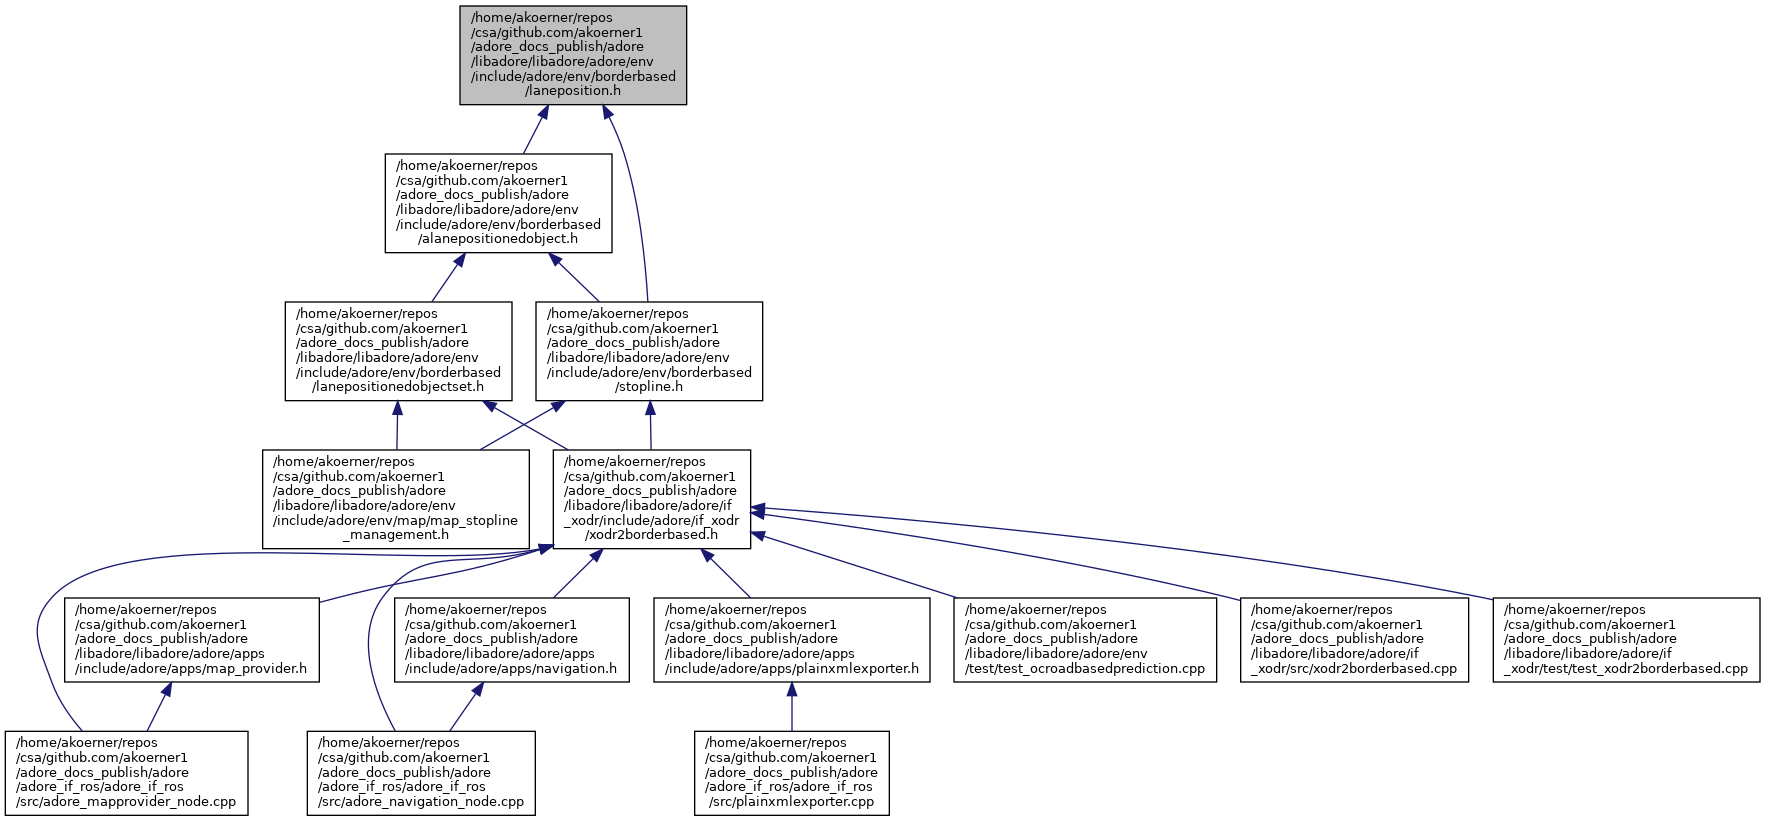 /home/akoerner/repos
/csa/github.com/akoerner1
/adore_docs_publish/adore
/libadore/libadore/adore/env
/include/adore/env/borderbased
/laneposition.h
/home/akoerner/repos
/csa/github.com/akoerner1
/adore_docs_publish/adore
/libadore/libadore/adore/env
/include/adore/env/borderbased
/alanepositionedobject.h
/home/akoerner/repos
/csa/github.com/akoerner1
/adore_docs_publish/adore
/libadore/libadore/adore/env
/include/adore/env/borderbased
/lanepositionedobjectset.h
/home/akoerner/repos
/csa/github.com/akoerner1
/adore_docs_publish/adore
/libadore/libadore/adore/env
/include/adore/env/borderbased
/stopline.h
/home/akoerner/repos
/csa/github.com/akoerner1
/adore_docs_publish/adore
/libadore/libadore/adore/env
/include/adore/env/map/map_stopline
_management.h
/home/akoerner/repos
/csa/github.com/akoerner1
/adore_docs_publish/adore
/libadore/libadore/adore/if
_xodr/include/adore/if_xodr
/xodr2borderbased.h
/home/akoerner/repos
/csa/github.com/akoerner1
/adore_docs_publish/adore
/libadore/libadore/adore/apps
/include/adore/apps/map_provider.h
/home/akoerner/repos
/csa/github.com/akoerner1
/adore_docs_publish/adore
/libadore/libadore/adore/apps
/include/adore/apps/navigation.h
/home/akoerner/repos
/csa/github.com/akoerner1
/adore_docs_publish/adore
/libadore/libadore/adore/apps
/include/adore/apps/plainxmlexporter.h
/home/akoerner/repos
/csa/github.com/akoerner1
/adore_docs_publish/adore
/libadore/libadore/adore/env
/test/test_ocroadbasedprediction.cpp
/home/akoerner/repos
/csa/github.com/akoerner1
/adore_docs_publish/adore
/libadore/libadore/adore/if
_xodr/src/xodr2borderbased.cpp
/home/akoerner/repos
/csa/github.com/akoerner1
/adore_docs_publish/adore
/libadore/libadore/adore/if
_xodr/test/test_xodr2borderbased.cpp
/home/akoerner/repos
/csa/github.com/akoerner1
/adore_docs_publish/adore
/adore_if_ros/adore_if_ros
/src/adore_mapprovider_node.cpp
/home/akoerner/repos
/csa/github.com/akoerner1
/adore_docs_publish/adore
/adore_if_ros/adore_if_ros
/src/adore_navigation_node.cpp
/home/akoerner/repos
/csa/github.com/akoerner1
/adore_docs_publish/adore
/adore_if_ros/adore_if_ros
/src/plainxmlexporter.cpp